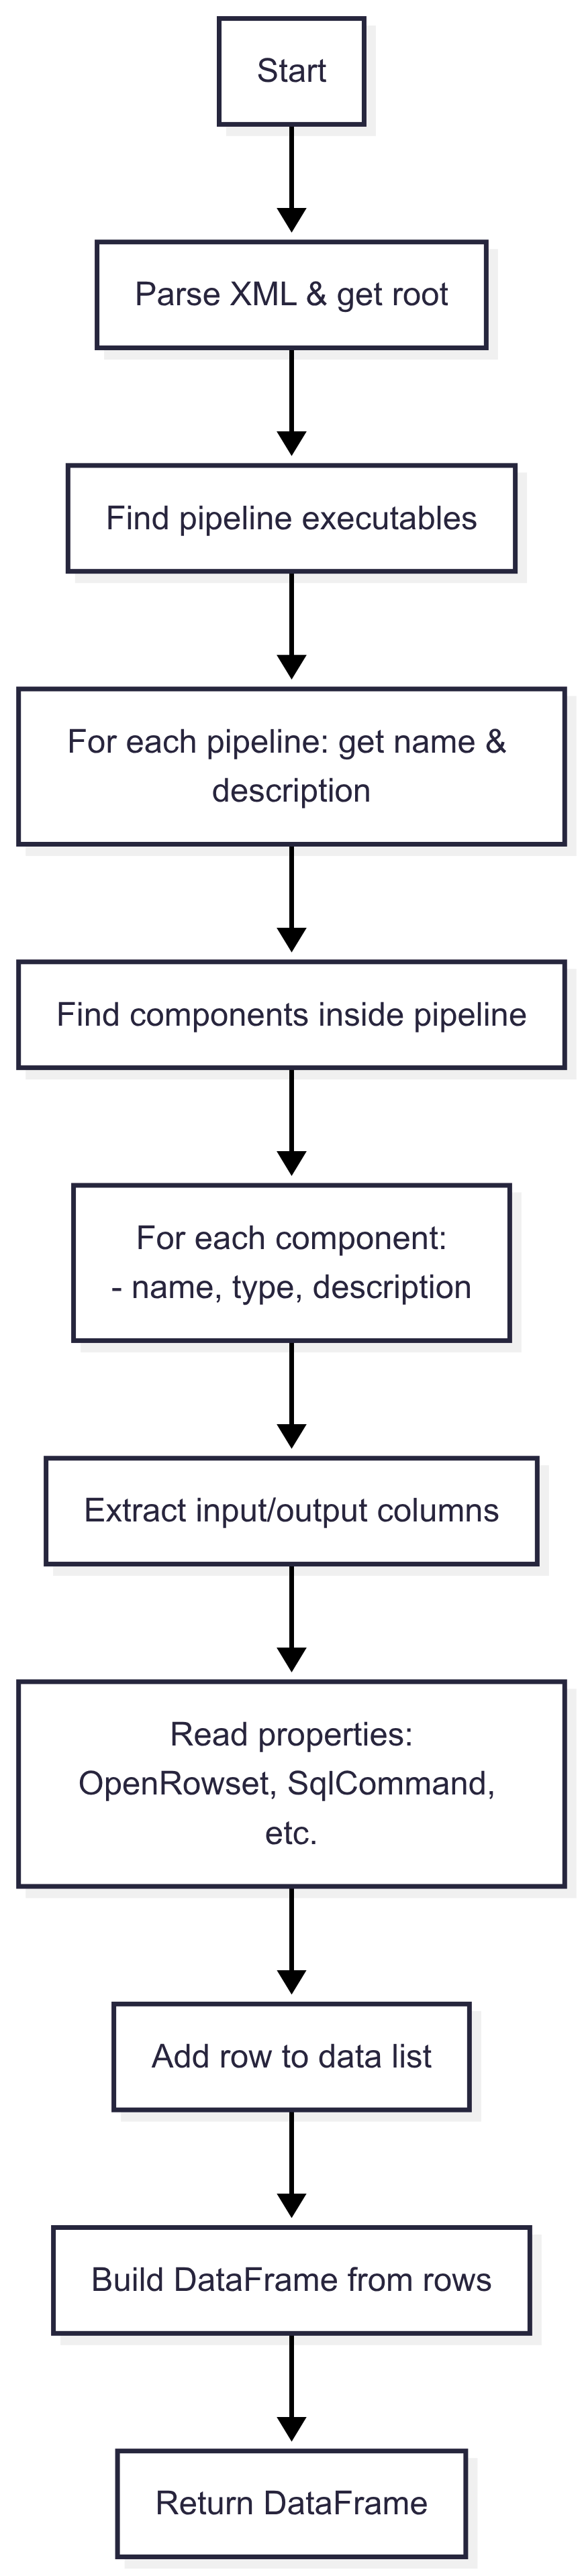 Start
Parse XML & get root
Find pipeline executables
For each pipeline: get name &
description
Find components inside pipeline
For each component:
- name, type, description
Extract input/output columns
Read properties:
OpenRowset, SqlCommand,
etc.
Add row to data list
Build DataFrame from rows
Return DataFrame